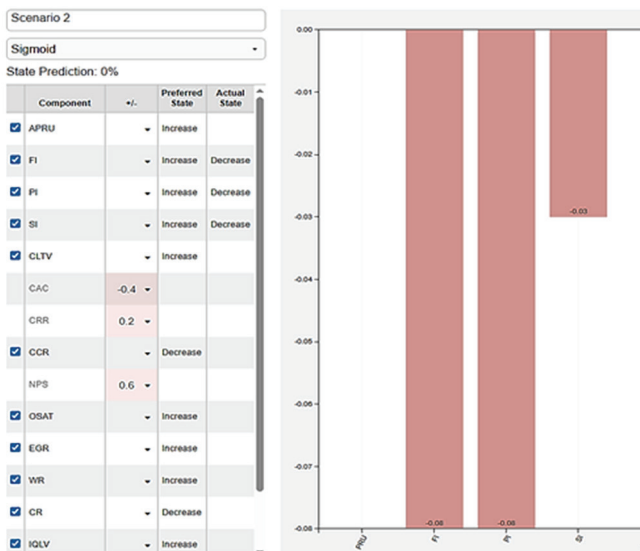 Scenario 2
Sigmoid
State Prediction: 0%
Component +/- Preferred State Actual State
APRU Increase
FI Increase Decrease
PI Increase Decrease
SI Increase Decrease
CLTV Increase
CAC -0.4
CRR 0.2
CCR Decrease
NPS 0.6
OSAT Increase
EGR Increase
WR Increase
CR Decrease
IQLV Increase
0.00
-0.01
-0.02
-0.03
-0.04
-0.05
-0.06
-0.07
-0.08
-0.08
-0.08
-0.03
PRU
FI
PI
SI